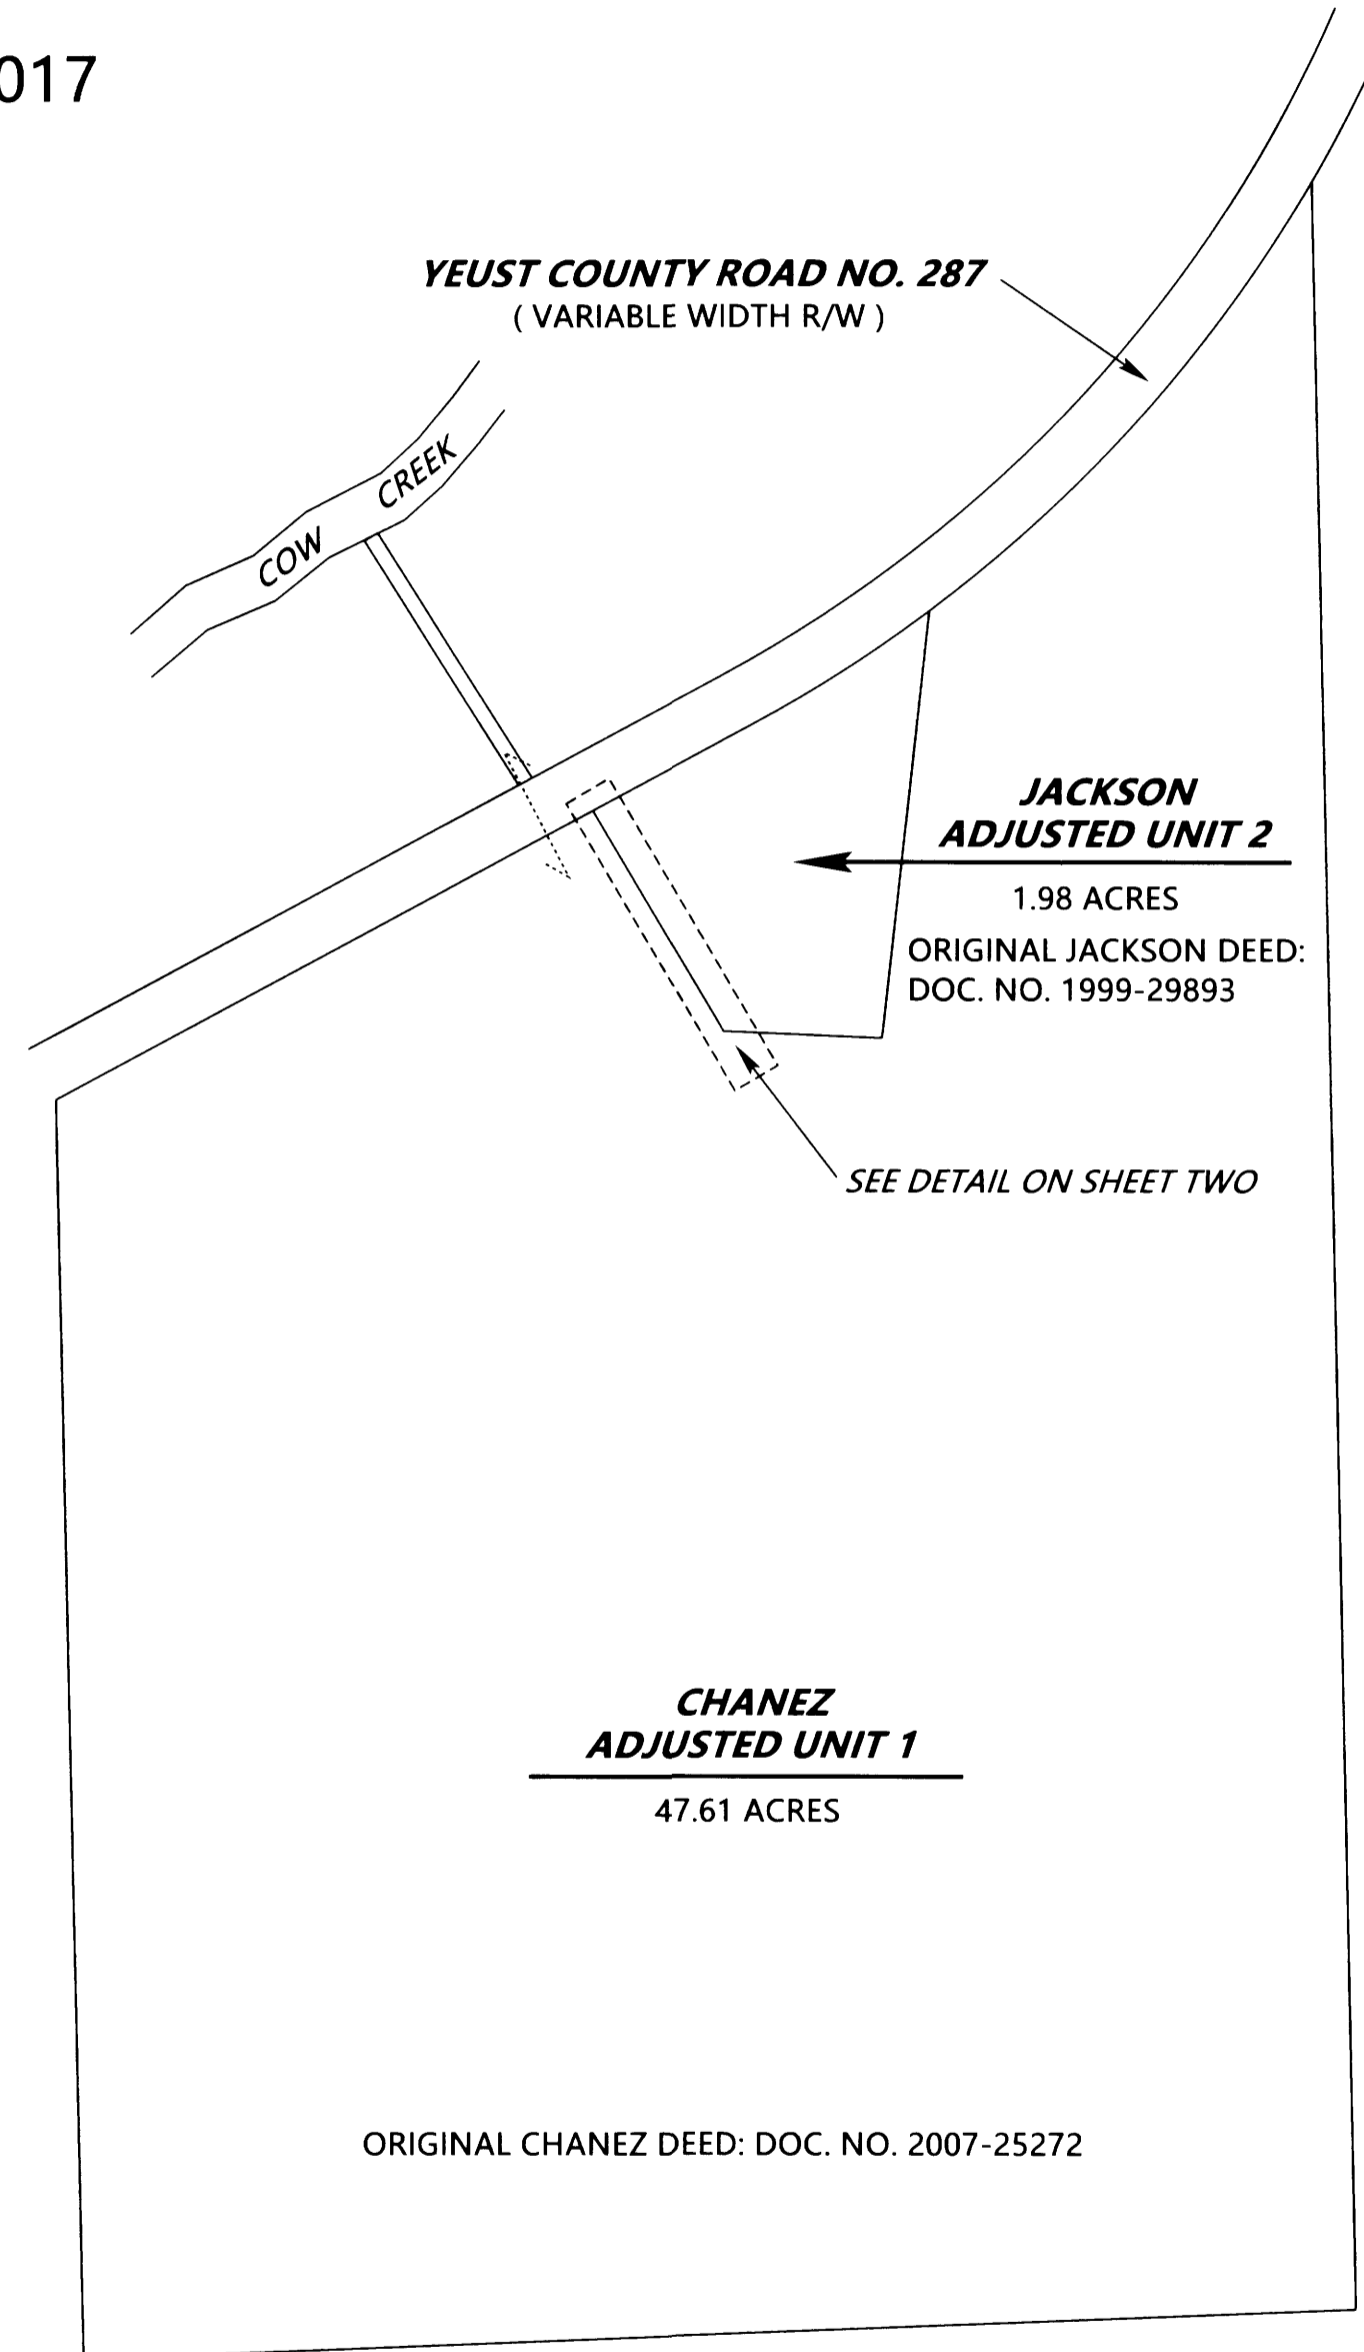 017
YEUST COUNTY ROAD NO. 287
( VARIABLE WIDTH R/W )
COW CREEK
JACKSON
ADJUSTED UNIT 2
1.98 ACRES
ORIGINAL JACKSON DEED:
DOC. NO. 1999-29893
SEE DETAIL ON SHEET TWO
CHANEZ
ADJUSTED UNIT 1
47.61 ACRES
ORIGINAL CHANEZ DEED: DOC. NO. 2007-25272